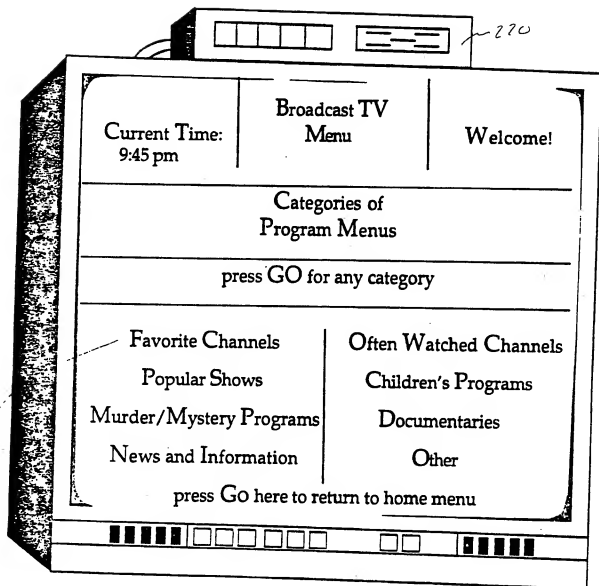 220
Broadcast TV
Menu
Current Time:
9:45 pm
Welcome!
Categories of
Program Menus
press GO for any category
Favorite Channels
Often Watched Channels
Popular Shows
Children's Programs
Murder/Mystery Programs
Documentaries
News and Information
Other
press Go here to return to home menu